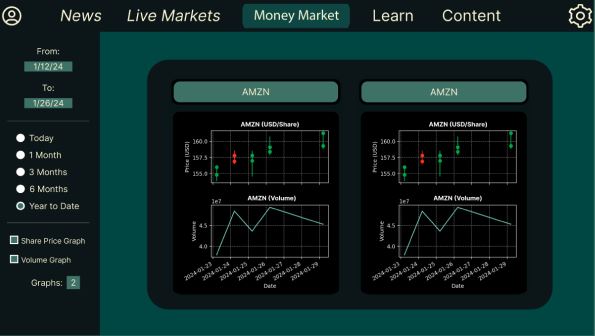 News
Live Markets
Money Market
Learn
Content
From:
1/12/24
To:
1/26/24
Today
1 Month
3 Months
6 Months
Year to Date
Share Price Graph
Volume Graph
Graphs: 2
AMZN
AMZN (USD/Share)
Price (USD)
160.0
157.5
155.0
AMZN (Volume)
1e7
Volume
4.5
4.0
2024-01-23
2024-01-24
2024-01-25
2024-01-26
2024-01-27
2024-01-28
2024-01-29
Date
AMZN
AMZN (USD/Share)
Price (USD)
160.0
157.5
155.0
AMZN (Volume)
1e7
Volume
4.5
4.0
2024-01-23
2024-01-24
2024-01-25
2024-01-26
2024-01-27
2024-01-28
2024-01-29
Date